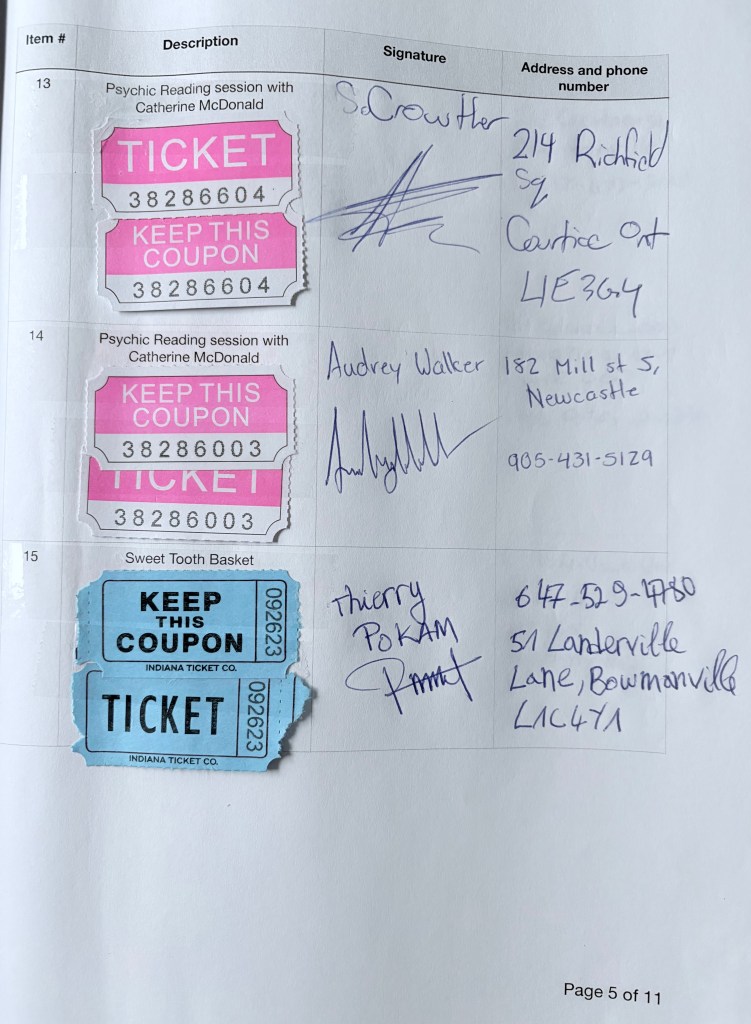 Item #
Description
Signature
Address and phone
number
13
Psychic Reading session with
Catherine McDonald
TICKET
38286604
KEEP THIS
COUPON
38286604
S. Crowther
214 Richfield
Sq
Courtice Ont
L1E3G4
14
Psychic Reading session with
Catherine McDonald
KEEP THIS
COUPON
38286003
TICKET
38286003
Audrey Walker
182 Mill st S,
Newcastle
905-431-5129
15
Sweet Tooth Basket
KEEP
THIS
COUPON
092623
INDIANA TICKET CO.
TICKET
092623
INDIANA TICKET CO.
Thierry
POKAM
647-529-4780
51 Landerville
Lane, Bowmanville
L1C4Y1
Page 5 of 11